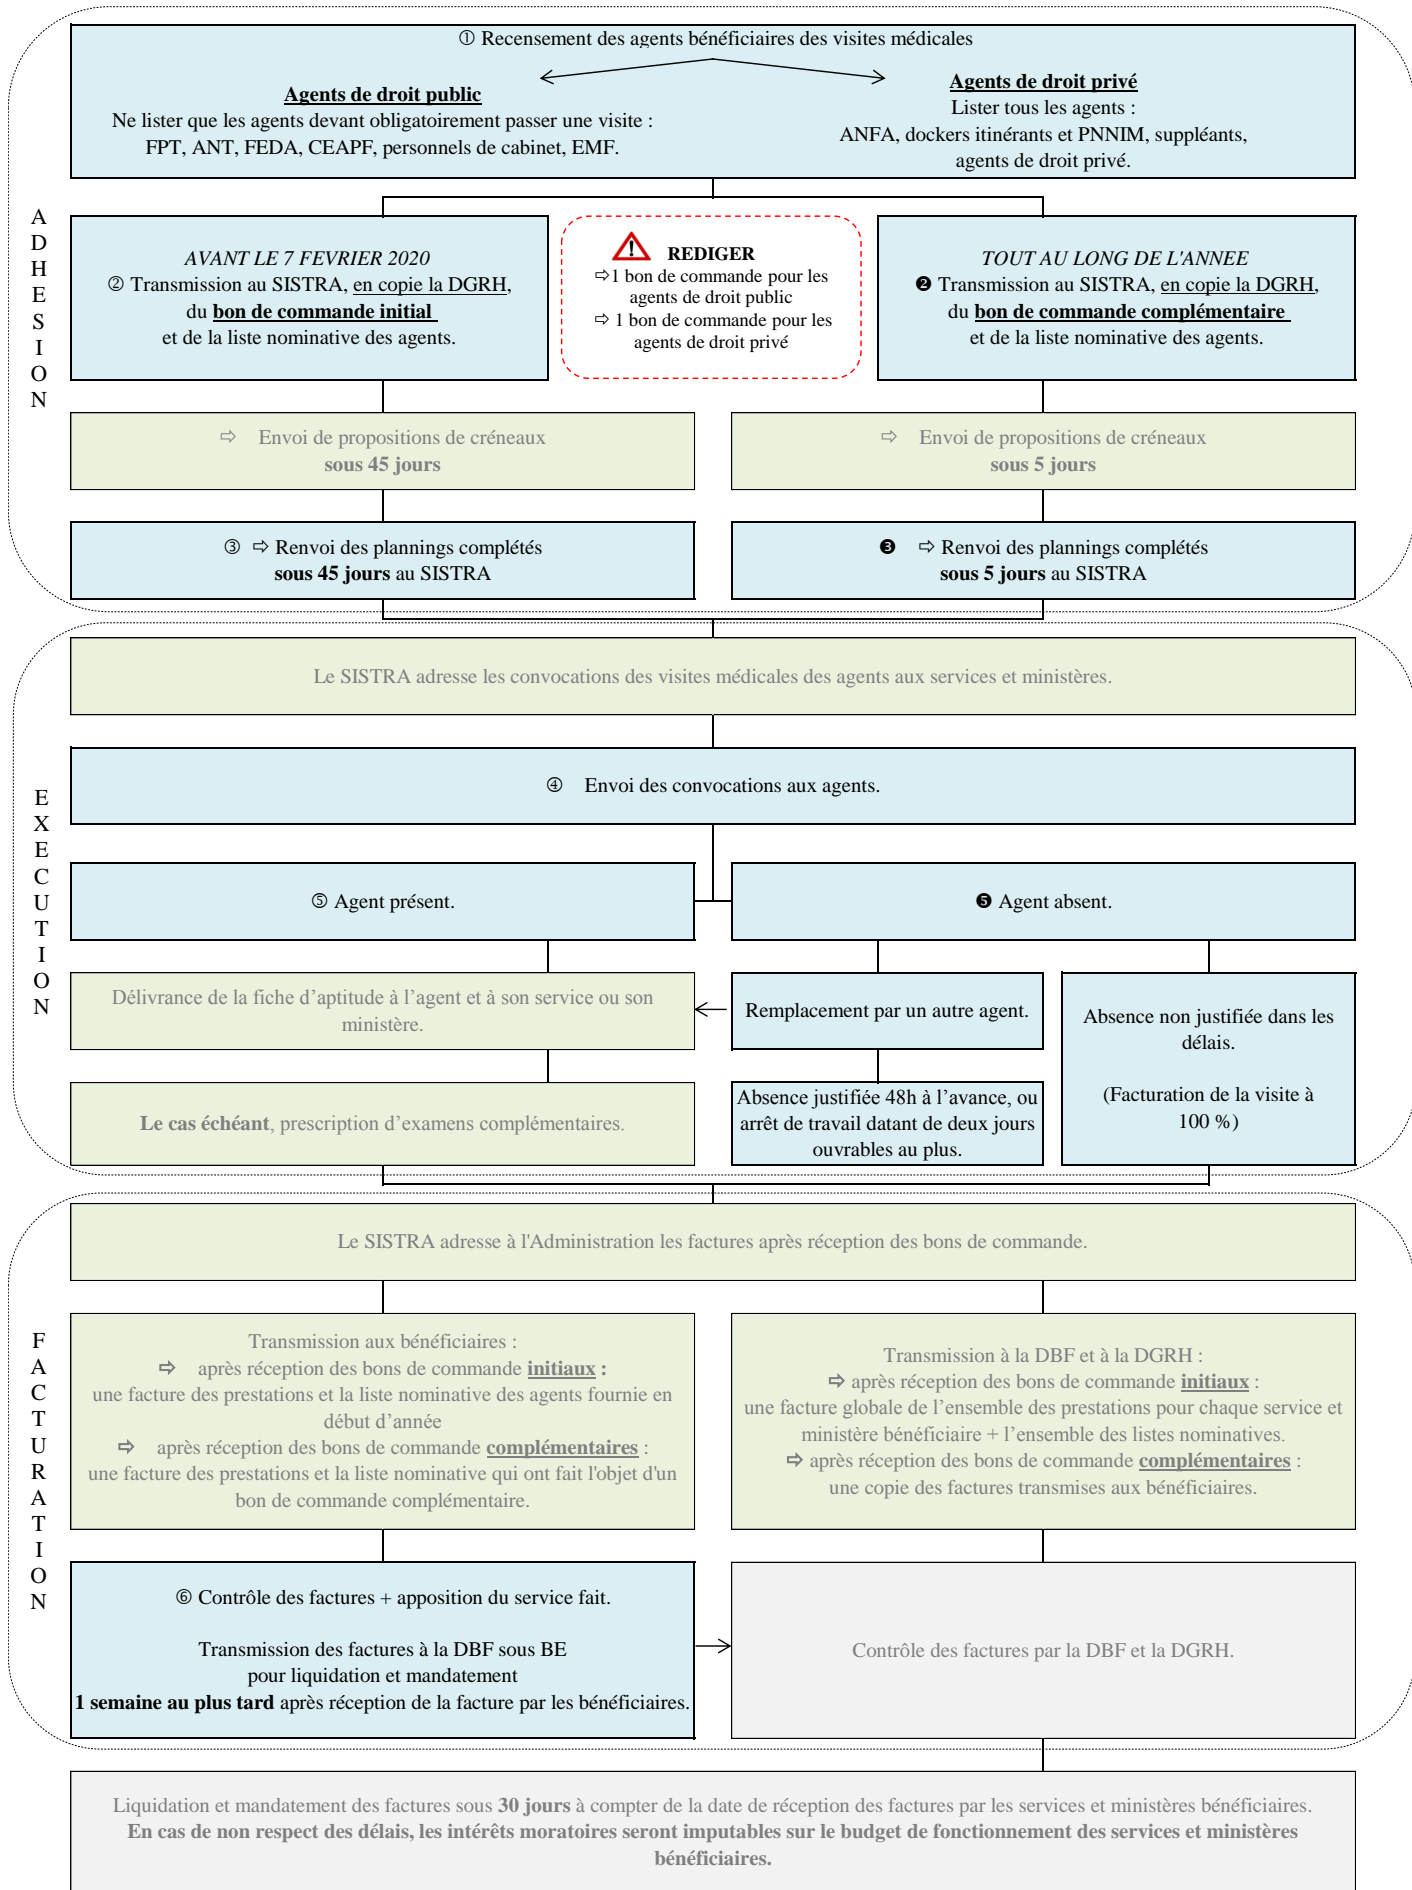 ① Recensement des agents bénéficiaires des visites médicales
Agents de droit public
Ne lister que les agents devant obligatoirement passer une visite :
FPT, ANT, FEDA, CEAPF, personnels de cabinet, EMF.
Agents de droit privé
Lister tous les agents :
ANFA, dockers itinérants et PNNIM, suppléants,
agents de droit privé.
A
D
H
E
S
I
O
N
AVANT LE 7 FEVRIER 2020
② Transmission au SISTRA, en copie la DGRH,
du bon de commande initial
et de la liste nominative des agents.
REDIGER
⇨1 bon de commande pour les
agents de droit public
⇨ 1 bon de commande pour les
agents de droit privé
TOUT AU LONG DE L'ANNEE
❷ Transmission au SISTRA, en copie la DGRH,
du bon de commande complémentaire
et de la liste nominative des agents.
⇨ Envoi de propositions de créneaux
sous 45 jours
⇨ Envoi de propositions de créneaux
sous 5 jours
③ ⇨ Renvoi des plannings complétés
sous 45 jours au SISTRA
❸ ⇨ Renvoi des plannings complétés
sous 5 jours au SISTRA
E
X
E
C
U
T
I
O
N
Le SISTRA adresse les convocations des visites médicales des agents aux services et ministères.
④ Envoi des convocations aux agents.
⑤ Agent présent.
❺ Agent absent.
Délivrance de la fiche d’aptitude à l’agent et à son service ou son
ministère.
Remplacement par un autre agent.
Absence non justifiée dans les
délais.
(Facturation de la visite à
100 %)
Le cas échéant, prescription d’examens complémentaires.
Absence justifiée 48h à l’avance, ou
arrêt de travail datant de deux jours
ouvrables au plus.
F
A
C
T
U
R
A
T
I
O
N
Le SISTRA adresse à l'Administration les factures après réception des bons de commande.
Transmission aux bénéficiaires :
⇨ après réception des bons de commande initiaux :
une facture des prestations et la liste nominative des agents fournie en
début d’année
⇨ après réception des bons de commande complémentaires :
une facture des prestations et la liste nominative qui ont fait l'objet d'un
bon de commande complémentaire.
Transmission à la DBF et à la DGRH :
⇨ après réception des bons de commande initiaux :
une facture globale de l’ensemble des prestations pour chaque service et
ministère bénéficiaire + l’ensemble des listes nominatives.
⇨ après réception des bons de commande complémentaires :
une copie des factures transmises aux bénéficiaires.
⑥ Contrôle des factures + apposition du service fait.
Transmission des factures à la DBF sous BE
pour liquidation et mandatement
1 semaine au plus tard après réception de la facture par les bénéficiaires.
Contrôle des factures par la DBF et la DGRH.
Liquidation et mandatement des factures sous 30 jours à compter de la date de réception des factures par les services et ministères bénéficiaires.
En cas de non respect des délais, les intérêts moratoires seront imputables sur le budget de fonctionnement des services et ministères
bénéficiaires.